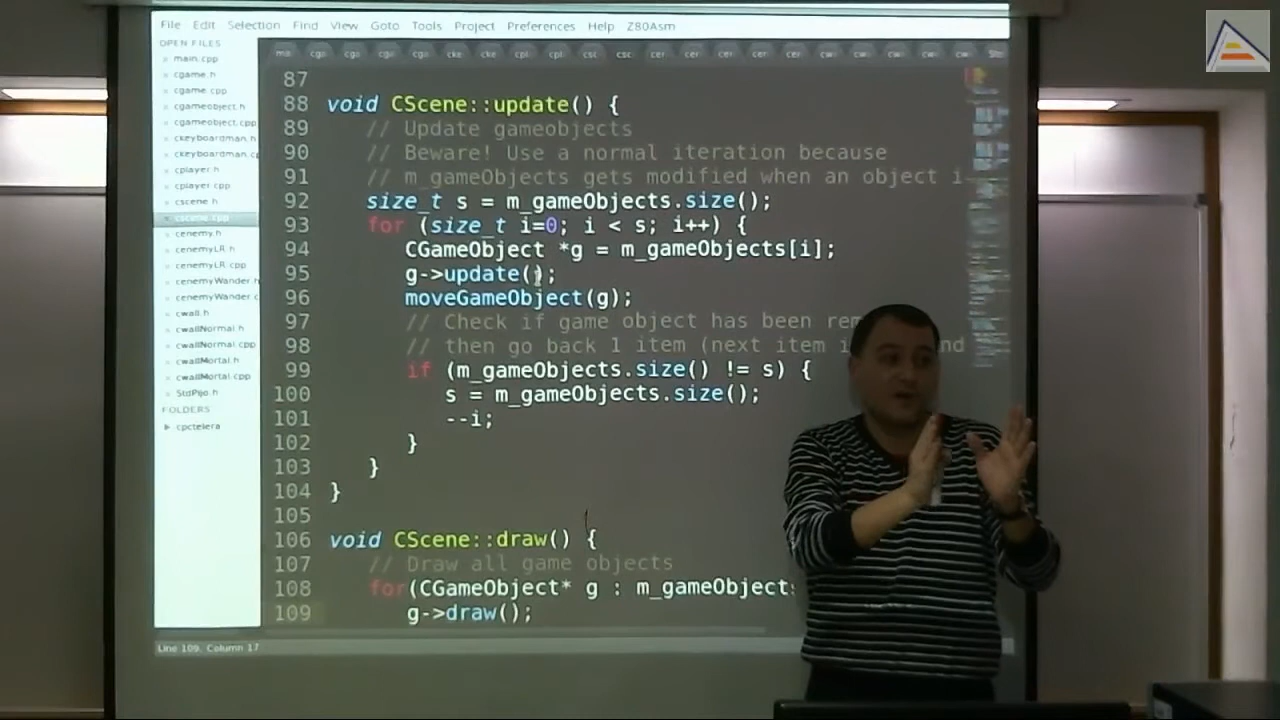 File Edit Selection Find View Goto Tools Project Preferences Help Z80Asm
OPEN FILES
main.cpp
cgame.h
cgame.cpp
cgameobject.h
cgameobject.cpp
ckeyboardman.h
ckeyboardman.cp
cplayer.h
cplayer.cpp
cscene.h
cscene.cpp
cenemy.h
cenemyLR.h
cenemyLR.cpp
cenemyWander.h
cenemyWander.c
cwall.h
cwallNormal.h
cwallNormal.cpp
cwallMortal.h
cwallMortal.cpp
StdPijo.h
FOLDERS
cpctelera
87
88 void CScene::update() {
89 // Update gameobjects
90 // Beware! Use a normal iteration because
91 // m_gameObjects gets modified when an object i
92 size_t s = m_gameObjects.size();
93 for (size_t i=0; i < s; i++) {
94 CGameObject *g = m_gameObjects[i];
95 g->update();
96 moveGameObject(g);
97 // Check if game object has been rem
98 // then go back 1 item (next item i
99 if (m_gameObjects.size() != s) {
100 s = m_gameObjects.size();
101 --i;
102 }
103 }
104 }
105
106 void CScene::draw() {
107 // Draw all game objects
108 for(CGameObject* g : m_gameObjects
109 g->draw();
Line 109, Column 17